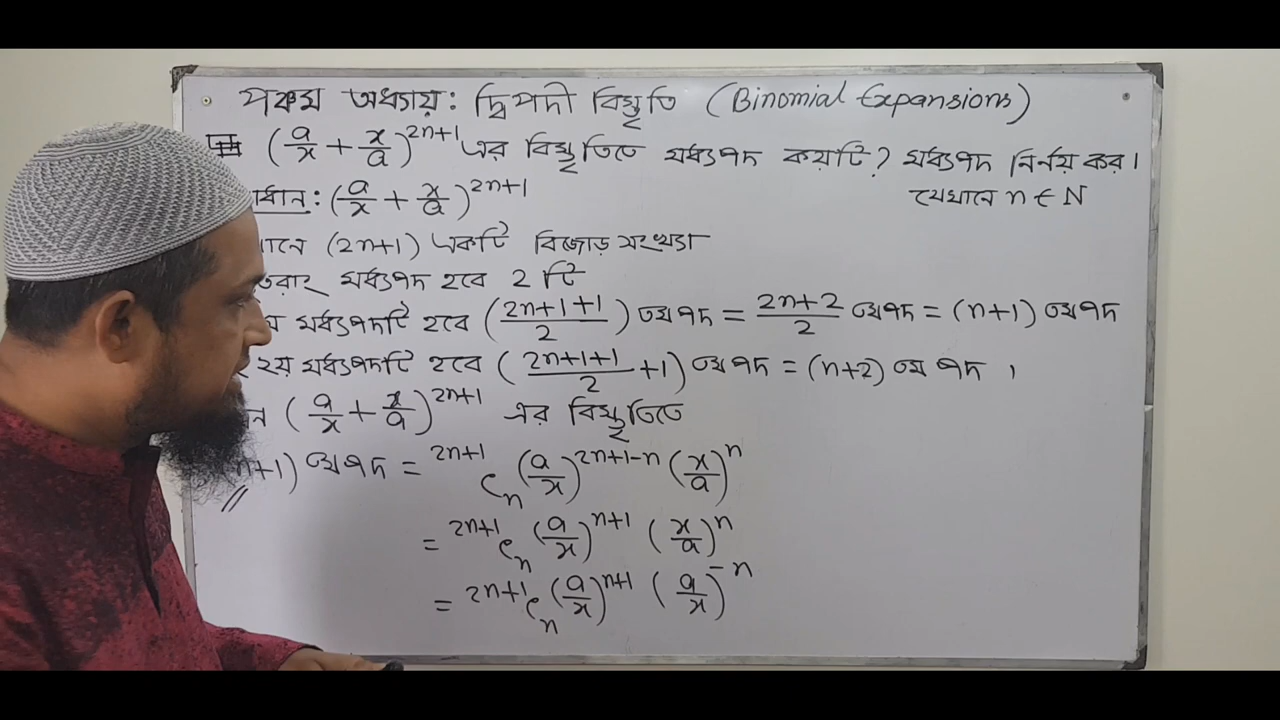 পঞ্চম অধ্যায়: দ্বিপদী বিস্তৃতি (Binomial Expansions)
(a/x + x/a)^{2n+1} এর বিস্তৃতিতে মধ্যপদ কয়টি? মধ্যপদ নির্নয় কর।
যেখানে n ∈ N
ধান: (a/x + x/a)^{2n+1}
ানে (2n+1) একটি বিজোড় সংখ্যা
তরাং মধ্যপদ হবে 2 টি
ম মধ্যপদটি হবে ((2n+1+1)/2) তম পদ = (2n+2)/2 তম পদ = (n+1) তম পদ
২য় মধ্যপদটি হবে ((2n+1+1)/2 + 1) তম পদ = (n+2) তম পদ ,
ন (a/x + x/a)^{2n+1} এর বিস্তৃতিতে
n+1) তম পদ = ^{2n+1}C_n (a/x)^{2n+1-n} (x/a)^n
= ^{2n+1}C_n (a/x)^{n+1} (x/a)^n
= ^{2n+1}C_n (a/x)^{n+1} (a/x)^{-n}